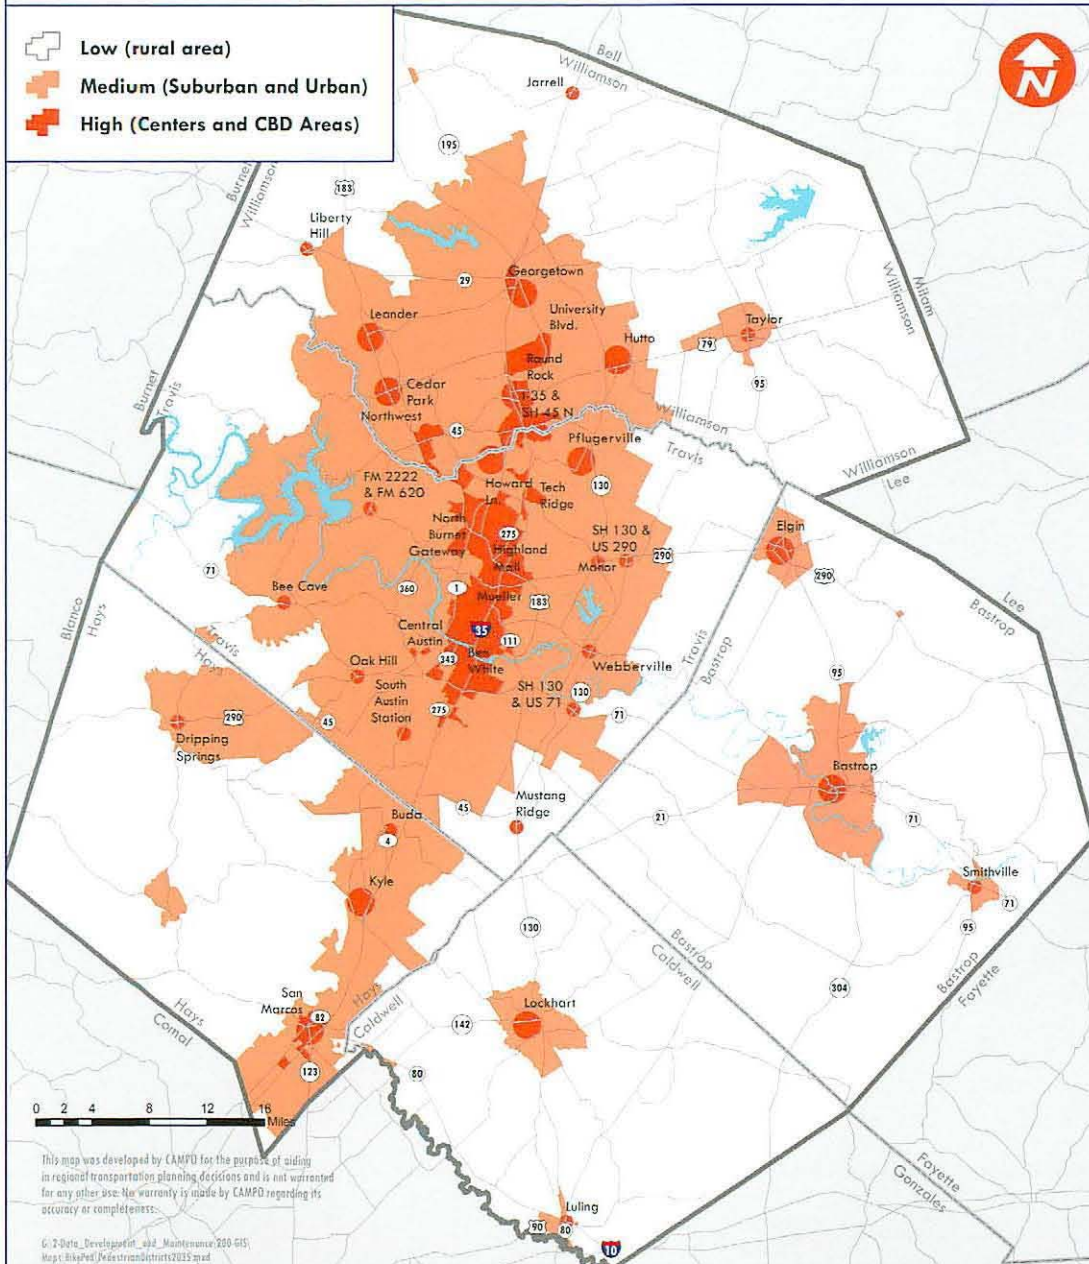 Low (rural area)
Medium (Suburban and Urban)
High (Centers and CBD Areas)
N
Bell
Williamson
Jarrell
195
183
Burnet
Williamson
Liberty
Hill
29
Georgetown
University
Blvd.
Leander
Hutto
Taylor
79
95
Williamson
Milam
Round
Rock
Cedar
Park
Northwest
I-35 &
SH 45 N
45
Burnet
Travis
Williamson
Travis
Pflugerville
Williamson
Lee
FM 2222
& FM 620
Howard
Ln.
Tech
Ridge
130
North
Burnet
Gateway
275
Highland
Mall
SH 130 &
US 290
Manor
290
Elgin
290
71
Bee Cave
360
1
Mueller
183
Lee
Bastrop
Blanco
Hays
Travis
Hays
Central
Austin
35
111
Oak Hill
343
Ben
White
Webberville
Travis
Bastrop
95
South
Austin
Station
275
SH 130
& US 71
130
71
290
45
Dripping
Springs
Bastrop
45
Mustang
Ridge
Buda
4
21
71
Kyle
Smithville
71
95
130
Bastrop
Caldwell
Bastrop
Fayette
304
San
Marcos
82
Hays
Caldwell
Lockhart
142
Hays
Comal
123
80
0 2 4 8 12 16
Miles
This map was developed by CAMPO for the purpose of aiding
in regional transportation planning decisions and is not warranted
for any other use. No warranty is made by CAMPO regarding its
accuracy or completeness.
Fayette
Gonzales
Luling
90
80
10
G:\2-Data_Development_and_Maintenance\200-GIS\
Maps\BikePed\PedestrianDistricts2035.mxd